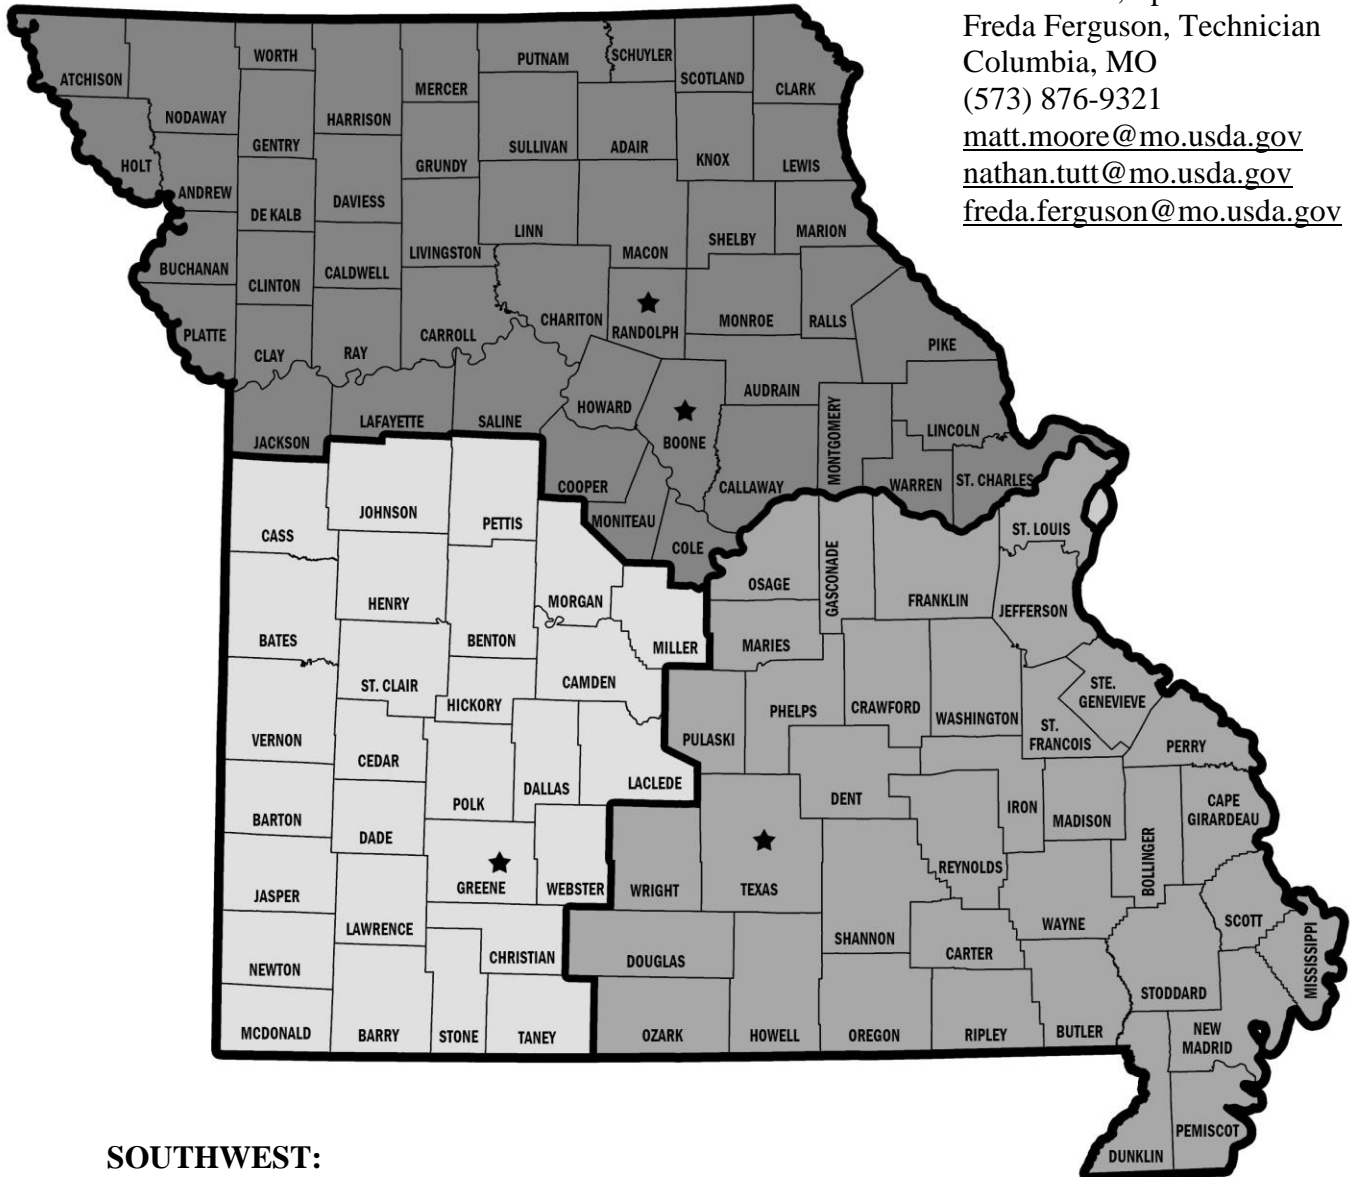 Freda Ferguson, Technician
Columbia, MO
(573) 876-9321
matt.moore@mo.usda.gov
nathan.tutt@mo.usda.gov
freda.ferguson@mo.usda.gov
ATCHISON
NODAWAY
WORTH
HARRISON
MERCER
PUTNAM
SCHUYLER
SCOTLAND
CLARK
HOLT
ANDREW
GENTRY
DE KALB
DAVIESS
GRUNDY
SULLIVAN
ADAIR
KNOX
LEWIS
BUCHANAN
CLINTON
CALDWELL
LIVINGSTON
LINN
MACON
SHELBY
MARION
PLATTE
CLAY
RAY
CARROLL
CHARITON
RANDOLPH
MONROE
RALLS
PIKE
JACKSON
LAFAYETTE
SALINE
HOWARD
BOONE
AUDRAIN
MONTGOMERY
LINCOLN
COOPER
CALLAWAY
WARREN
ST. CHARLES
MONITEAU
COLE
CASS
JOHNSON
PETTIS
MORGAN
MILLER
OSAGE
GASCONADE
FRANKLIN
ST. LOUIS
JEFFERSON
BATES
HENRY
BENTON
CAMDEN
MARIES
ST. CLAIR
HICKORY
PULASKI
PHELPS
CRAWFORD
WASHINGTON
ST.
FRANCOIS
STE.
GENEVIEVE
PERRY
VERNON
CEDAR
POLK
DALLAS
LACLEDE
DENT
IRON
MADISON
BOLLINGER
CAPE
GIRARDEAU
BARTON
DADE
GREENE
WEBSTER
WRIGHT
TEXAS
REYNOLDS
WAYNE
SCOTT
MISSISSIPPI
JASPER
LAWRENCE
CHRISTIAN
DOUGLAS
SHANNON
CARTER
STODDARD
NEWTON
MCDONALD
BARRY
STONE
TANEY
OZARK
HOWELL
OREGON
RIPLEY
BUTLER
NEW
MADRID
DUNKLIN
PEMISCOT
SOUTHWEST: